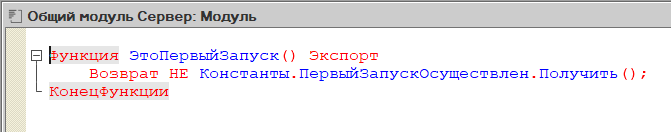 Общий модуль Сервер: Модуль
Функция ЭтоПервыйЗапуск() Экспорт
Возврат НЕ Константы.ПервыйЗапускОсуществлен.Получить();
КонецФункции